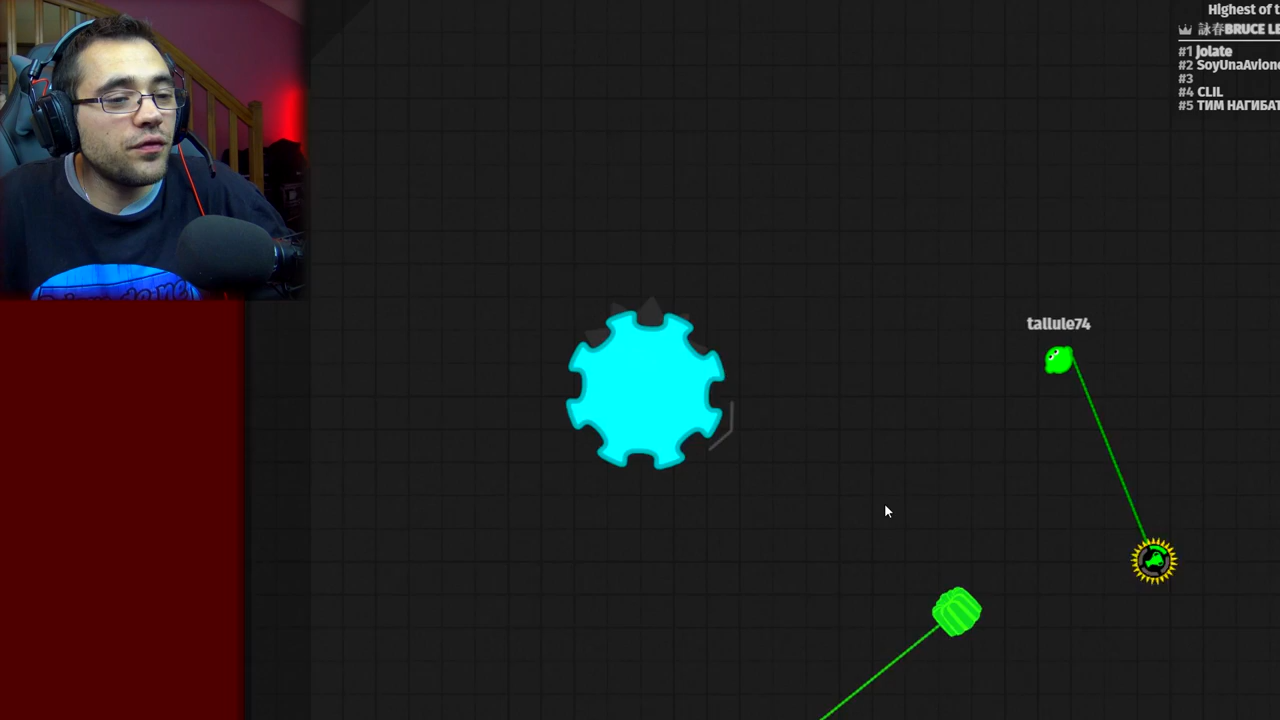 Highest of t
詠春BRUCE LE
#1 jolate
#2 SoyUnaAvione
#3
#4 CLIL
#5 ТИМ НАГИБАТ
tallule74